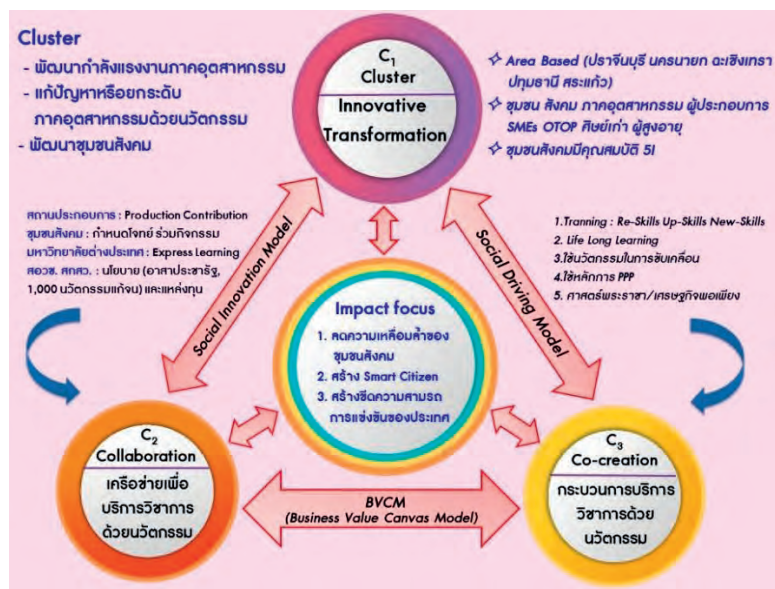 Cluster
- พัฒนากำลังแรงงานภาคอุตสาหกรรม
- แก้ปัญหาหรือยกระดับ
ภาคอุตสาหกรรมด้วยนวัตกรรม
- พัฒนาชุมชนสังคม
C1
Cluster
Innovative
Transformation
✧ Area Based (ปราจีนบุรี นครนายก ฉะเชิงเทรา
ปทุมธานี สระแก้ว)
✧ ชุมชน สังคม ภาคอุตสาหกรรม ผู้ประกอบการ
SMEs OTOP ศิษย์เก่า ผู้สูงอายุ
✧ ชุมชนสังคมมีคุณสมบัติ 5I
สถานประกอบการ : Production Contribution
ชุมชนสังคม : กำหนดโจทย์ ร่วมกิจกรรม
มหาวิทยาลัยต่างประเทศ : Express Learning
สอวช. สกสว. : นโยบาย (อาสาประชารัฐ,
1,000 นวัตกรรมแก้จน) และแหล่งทุน
Social Innovation Model
Social Driving Model
1.Tranning : Re-Skills Up-Skills New-Skills
2. Life Long Learning
3.ใช้นวัตกรรมในการขับเคลื่อน
4.ใช้หลักการ PPP
5. ศาสตร์พระราชา/เศรษฐกิจพอเพียง
Impact focus
1. ลดความเหลื่อมล้ำของ
ชุมชนสังคม
2. สร้าง Smart Citizen
3. สร้างขีดความสามรถ
การแข่งขันของประเทศ
C2
Collaboration
เครือข่ายเพื่อ
บริการวิชาการ
ด้วยนวัตกรรม
BVCM
(Business Value Canvas Model)
C3
Co-creation
กระบวนการบริการ
วิชาการด้วย
นวัตกรรม